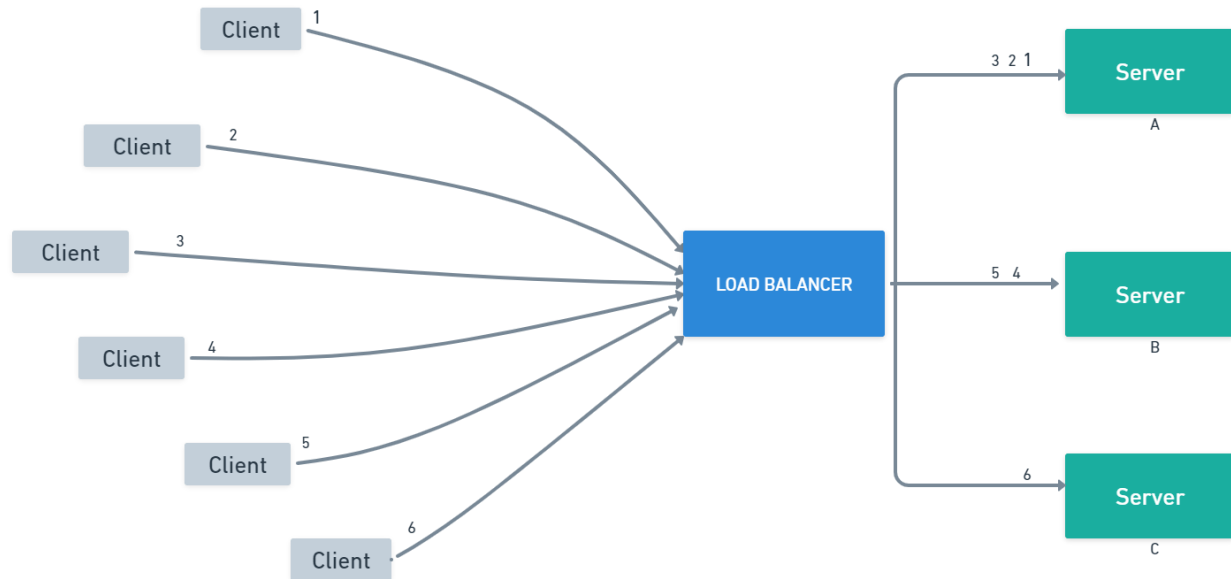 Client 1
Client 2
Client 3
Client 4
Client 5
Client 6
LOAD BALANCER
3 2 1
Server
A
5 4
Server
B
6
Server
C